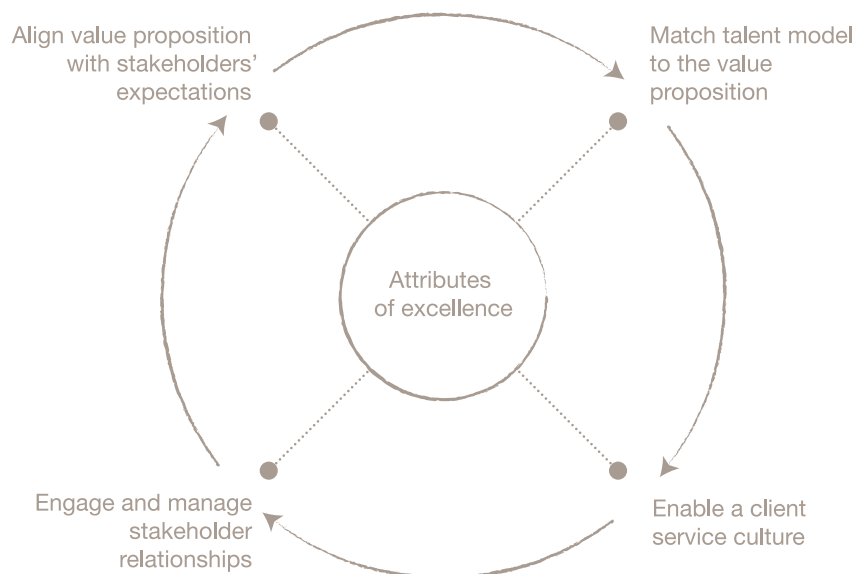 Align value proposition
with stakeholders’
expectations
Match talent model
to the value
proposition
Attributes
of excellence
Engage and manage
stakeholder
relationships
Enable a client
service culture